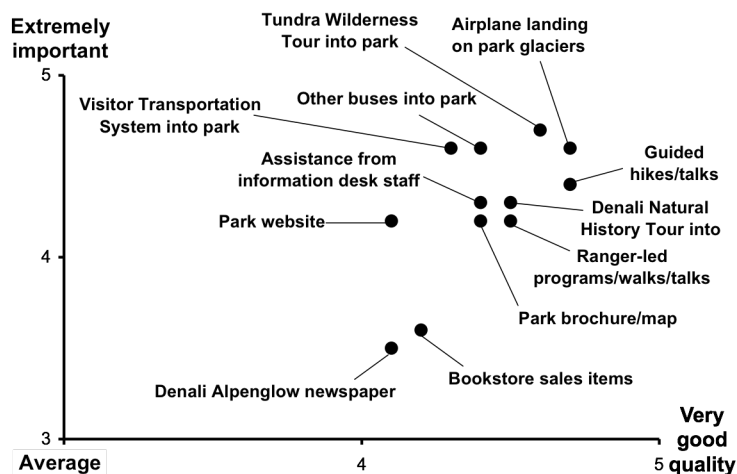 Extremely
important
Tundra Wilderness
Tour into park
Airplane landing
on park glaciers
5
Visitor Transportation
System into park
Other buses into park
Assistance from
information desk staff
Guided
hikes/talks
Park website
Denali Natural
History Tour into
4
Ranger-led
programs/walks/talks
Park brochure/map
Denali Alpenglow newspaper
Bookstore sales items
3
Average
4
5
Very
good
quality